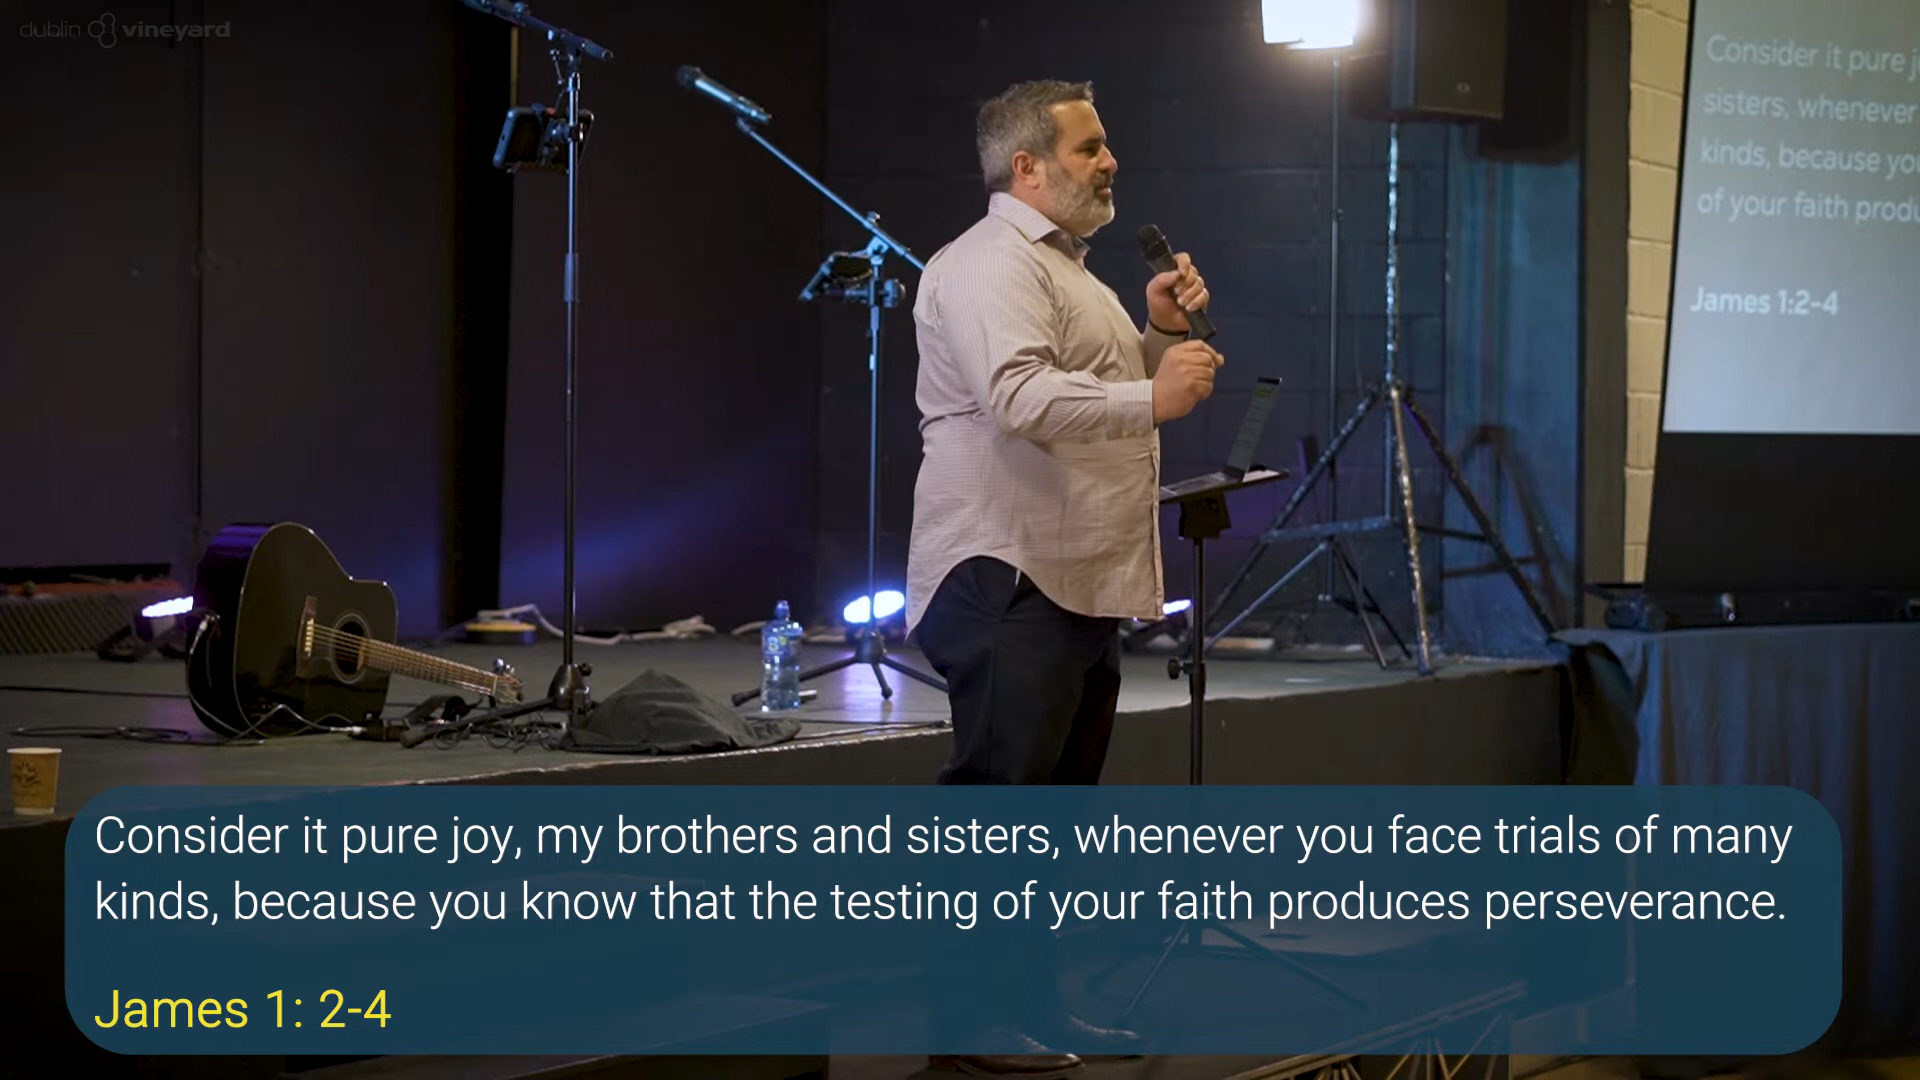 dublin vineyard
Consider it pure
sisters, whenever
kinds, because
of your faith
James 1:2-4
Consider it pure joy, my brothers and sisters, whenever you face trials of many
kinds, because you know that the testing of your faith produces perseverance.
James 1: 2-4